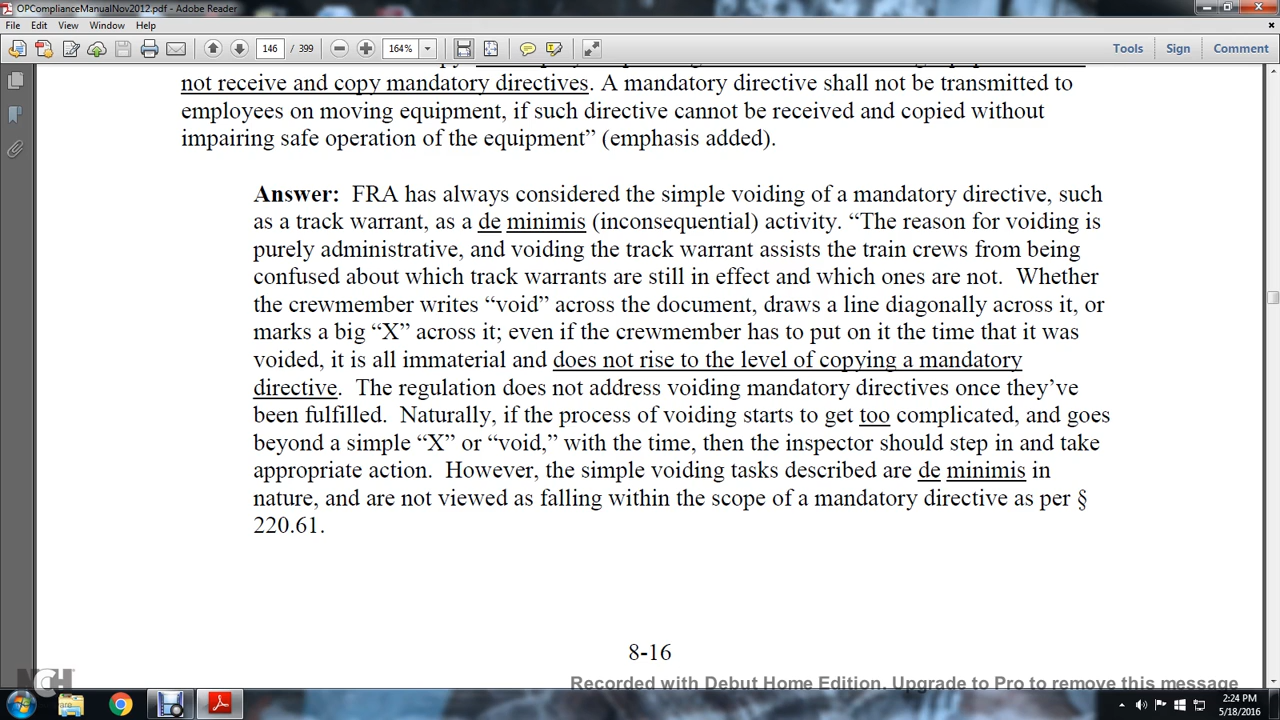 OPComplianceManualNov2012.pdf - Adobe Reader
File Edit View Window Help
146 / 399 164% Tools Sign Comment
not receive and copy mandatory directives. A mandatory directive shall not be transmitted to
employees on moving equipment, if such directive cannot be received and copied without
impairing safe operation of the equipment” (emphasis added).
Answer: FRA has always considered the simple voiding of a mandatory directive, such
as a track warrant, as a de minimis (inconsequential) activity. “The reason for voiding is
purely administrative, and voiding the track warrant assists the train crews from being
confused about which track warrants are still in effect and which ones are not. Whether
the crewmember writes “void” across the document, draws a line diagonally across it, or
marks a big “X” across it; even if the crewmember has to put on it the time that it was
voided, it is all immaterial and does not rise to the level of copying a mandatory
directive. The regulation does not address voiding mandatory directives once they’ve
been fulfilled. Naturally, if the process of voiding starts to get too complicated, and goes
beyond a simple “X” or “void,” with the time, then the inspector should step in and take
appropriate action. However, the simple voiding tasks described are de minimis in
nature, and are not viewed as falling within the scope of a mandatory directive as per §
220.61.
8-16
NCH
Recorded with Debut Home Edition. Upgrade to Pro to remove this message
2:24 PM
5/18/2016